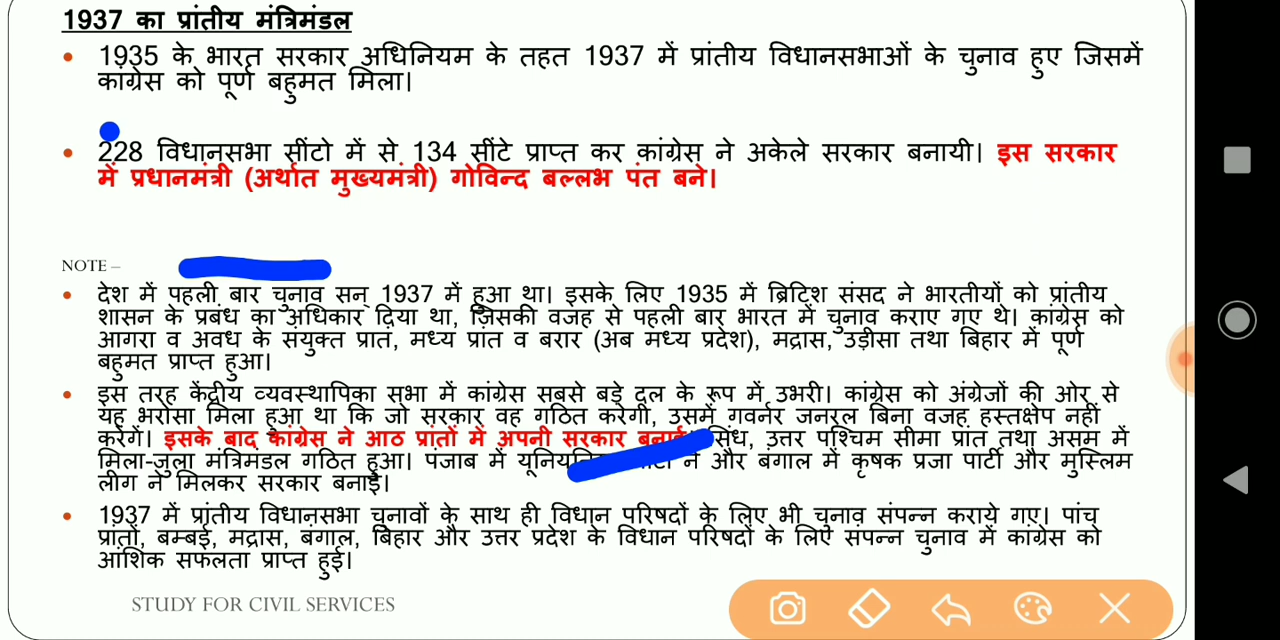 1937 का प्रांतीय मंत्रिमंडल
• 1935 के भारत सरकार अधिनियम के तहत 1937 में प्रांतीय विधानसभाओं के चुनाव हुए जिसमें
कांग्रेस को पूर्ण बहुमत मिला।
• 228 विधानसभा सींटो में से 134 सींटे प्राप्त कर कांग्रेस ने अकेले सरकार बनायी। इस सरकार
में प्रधानमंत्री (अर्थात मुख्यमंत्री) गोविन्द बल्लभ पंत बने।
NOTE –
• देश में पहली बार चुनाव सन् 1937 में हुआ था। इसके लिए 1935 में ब्रिटिश संसद ने भारतीयों को प्रांतीय
शासन के प्रबंध का अधिकार दिया था, जिसकी वजह से पहली बार भारत में चुनाव कराए गए थे। कांग्रेस को
आगरा व अवध के संयुक्त प्रांत, मध्य प्रांत व बरार (अब मध्य प्रदेश), मद्रास, उड़ीसा तथा बिहार में पूर्ण
बहुमत प्राप्त हुआ।
• इस तरह केंद्रीय व्यवस्थापिका सभा में कांग्रेस सबसे बड़े दल के रूप में उभरी। कांग्रेस को अंग्रेजों की ओर से
यह भरोसा मिला हुआ था कि जो सरकार वह गठित करेगी, उसमें गवर्नर जनरल बिना वजह हस्तक्षेप नहीं
करेंगे। इसके बाद कांग्रेस ने आठ प्रांतों में अपनी सरकार सिंध, उत्तर पश्चिम सीमा प्रांत तथा असम में
मिला-जुला मंत्रिमंडल गठित हुआ। पंजाब में ने और बंगाल में कृषक प्रजा पार्टी और मुस्लिम
लीग ने मिलकर सरकार बनाई।
• 1937 में प्रांतीय विधानसभा चुनावों के साथ ही विधान परिषदों के लिए भी चुनाव संपन्न कराये गए। पांच
प्रांतों, बम्बई, मद्रास, बंगाल, बिहार और उत्तर प्रदेश के विधान परिषदों के लिए संपन्न चुनाव में कांग्रेस को
आंशिक सफलता प्राप्त हुई।
STUDY FOR CIVIL SERVICES